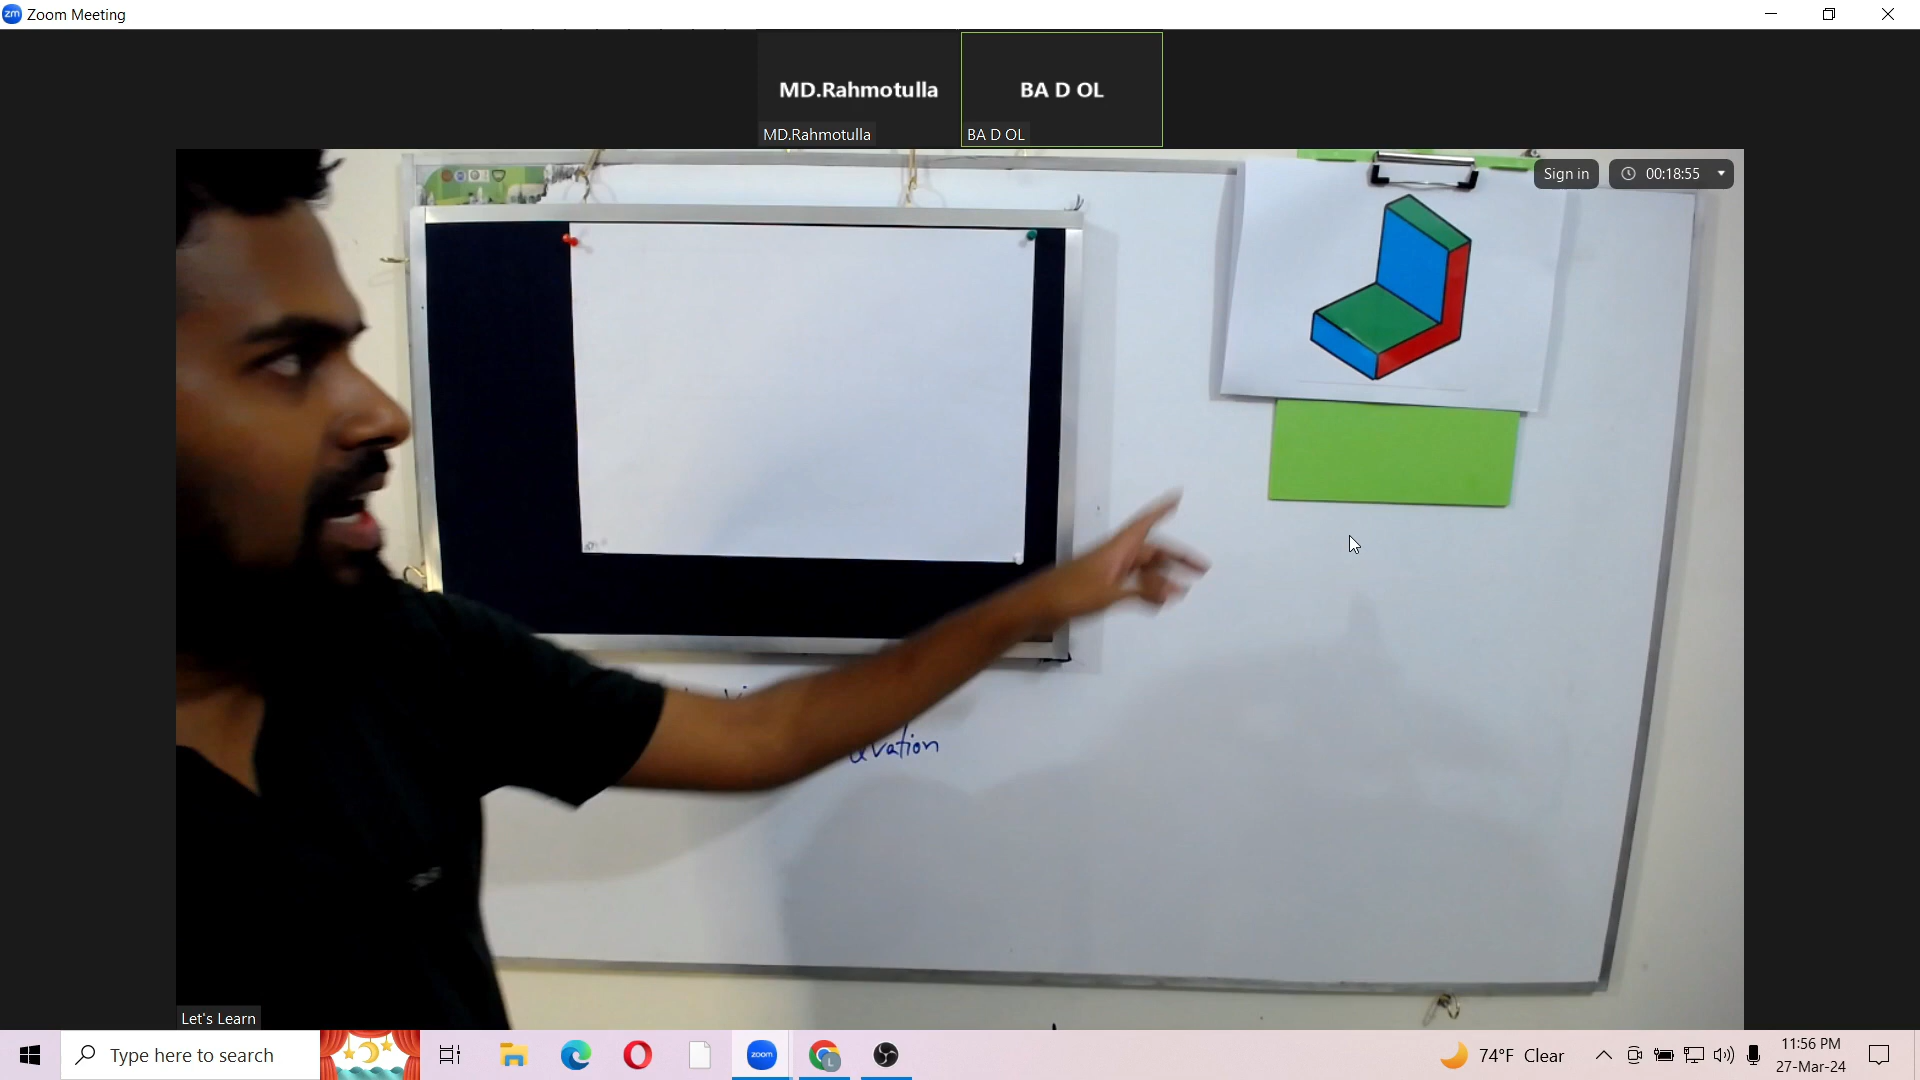 Zoom Meeting
MD.Rahmotulla
BA D OL
MD.Rahmotulla
BA D OL
Sign in
00:18:55
Let's Learn
Type here to search
zoom
L
74°F Clear
11:56 PM
27-Mar-24